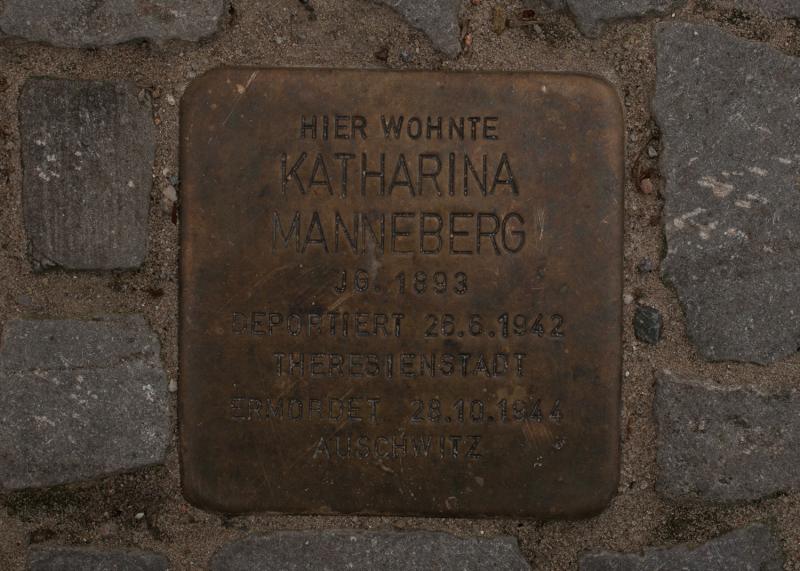 HIER WOHNTE
KATHARINA
MANNEBERG
JG. 1893
DEPORTIERT 26.6.1942
THERESIENSTADT
ERMORDET 28.10.1944
AUSCHWITZ